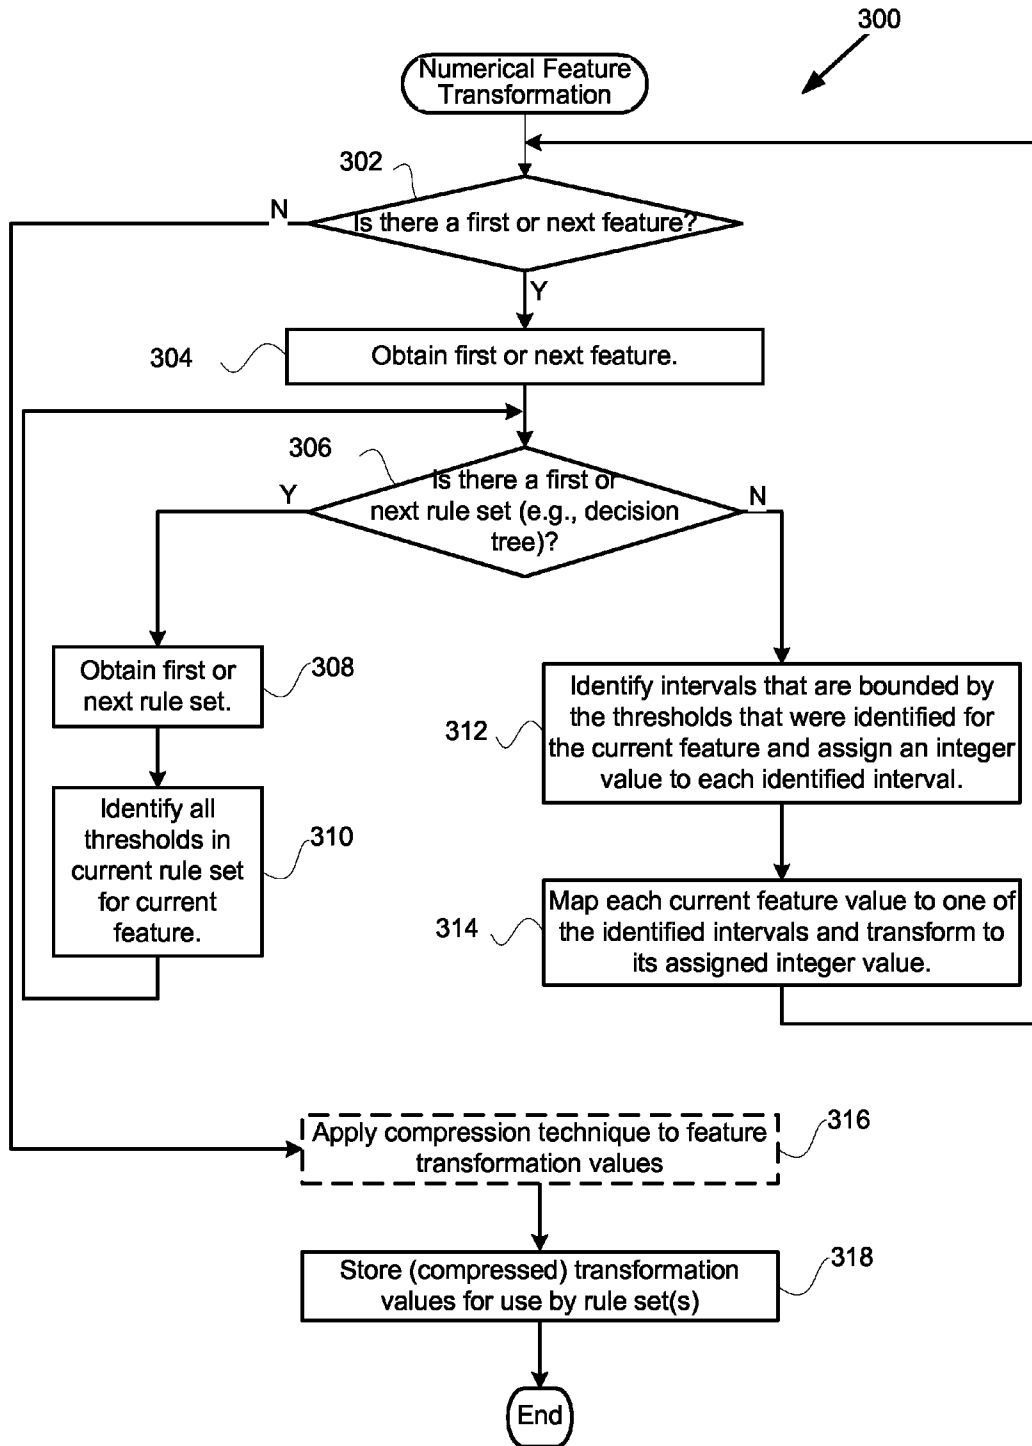 300
Numerical Feature
Transformation
302
N
Is there a first or next feature?
Y
304
Obtain first or next feature.
306
Y
Is there a first or
next rule set (e.g., decision
tree)?
N
Obtain first or
next rule set.
308
Identify all
thresholds in
current rule set
for current
feature.
310
312
Identify intervals that are bounded by
the thresholds that were identified for
the current feature and assign an integer
value to each identified interval.
314
Map each current feature value to one of
the identified intervals and transform to
its assigned integer value.
Apply compression technique to feature
transformation values
316
Store (compressed) transformation
values for use by rule set(s)
318
End